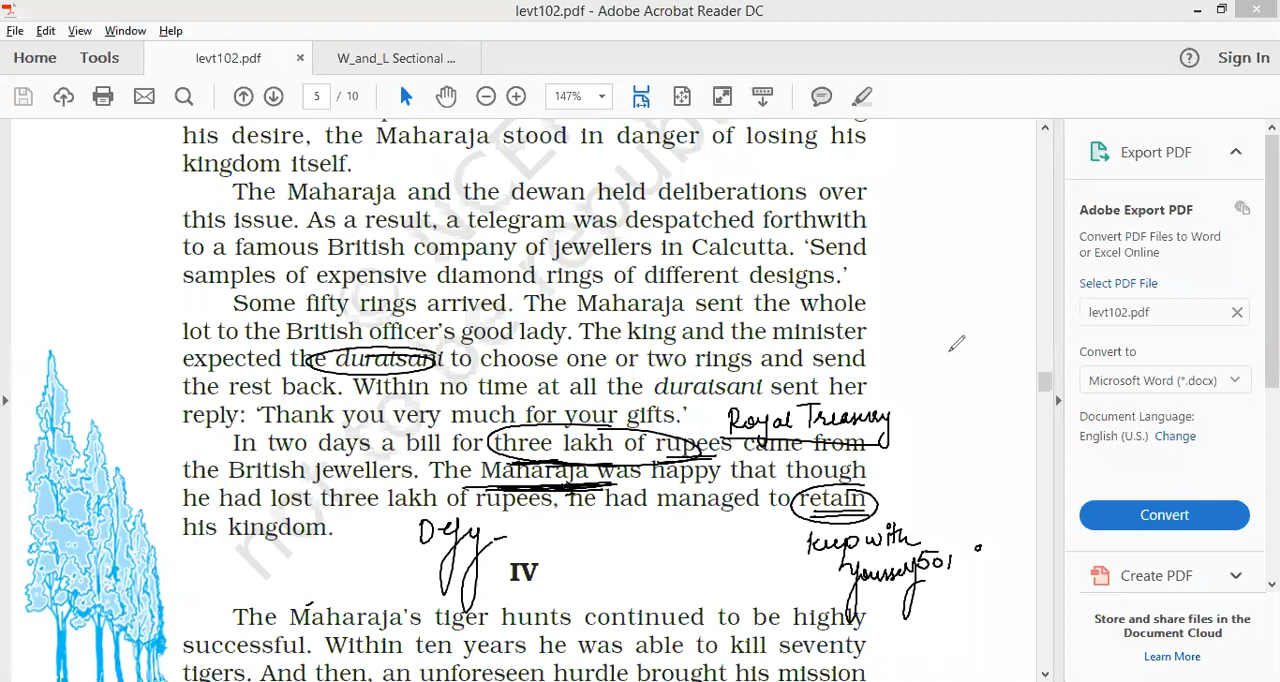 levt102.pdf - Adobe Acrobat Reader DC
File Edit View Window Help
Home Tools levt102.pdf × W_and_L Sectional ... Sign In
5 / 10 147%
his desire, the Maharaja stood in danger of losing his
kingdom itself.
The Maharaja and the dewan held deliberations over
this issue. As a result, a telegram was despatched forthwith
to a famous British company of jewellers in Calcutta. ‘Send
samples of expensive diamond rings of different designs.’
Some fifty rings arrived. The Maharaja sent the whole
lot to the British officer’s good lady. The king and the minister
expected the duraisani to choose one or two rings and send
the rest back. Within no time at all the duraisani sent her
reply: ‘Thank you very much for your gifts.’
Royal Treasury
In two days a bill for three lakh of rupees came from
the British jewellers. The Maharaja was happy that though
he had lost three lakh of rupees, he had managed to retain
his kingdom.
Defy
keep with
IV
The Maharaja’s tiger hunts continued to be highly
successful. Within ten years he was able to kill seventy
tigers. And then, an unforeseen hurdle brought his mission
not to be republ
© NCE
Export PDF
Adobe Export PDF
Convert PDF Files to Word
or Excel Online
Select PDF File
levt102.pdf
Convert to
Microsoft Word (*.docx)
Document Language:
English (U.S.) Change
Convert
Create PDF
Store and share files in the
Document Cloud
Learn More